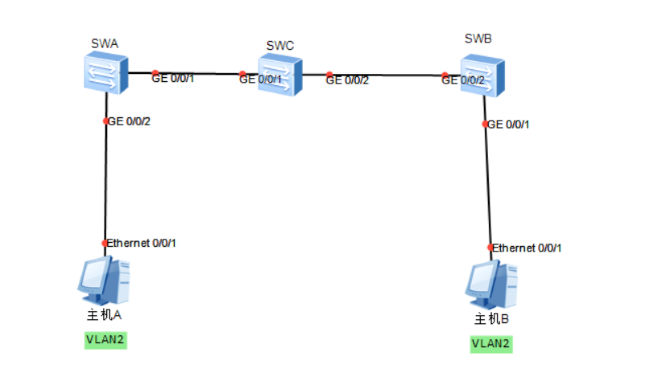 SWA
SWC
SWB
GE 0/0/1
GE 0/0/1
GE 0/0/2
GE 0/0/2
GE 0/0/2
GE 0/0/1
Ethernet 0/0/1
Ethernet 0/0/1
主机A
主机B
VLAN2
VLAN2